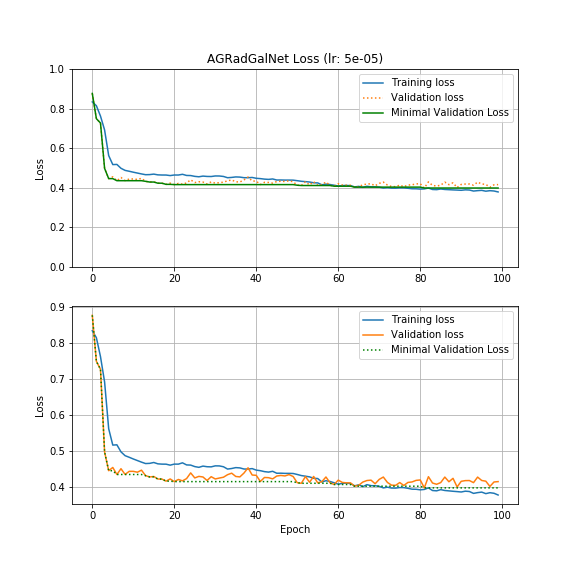 AGRadGalNet Loss (lr: 5e-05)
1.0
0.8
0.6
0.4
0.2
0.0
Loss
Training loss
Validation loss
Minimal Validation Loss
0 20 40 60 80 100
0.9
0.8
0.7
0.6
0.5
0.4
Loss
Training loss
Validation loss
Minimal Validation Loss
0 20 40 60 80 100
Epoch